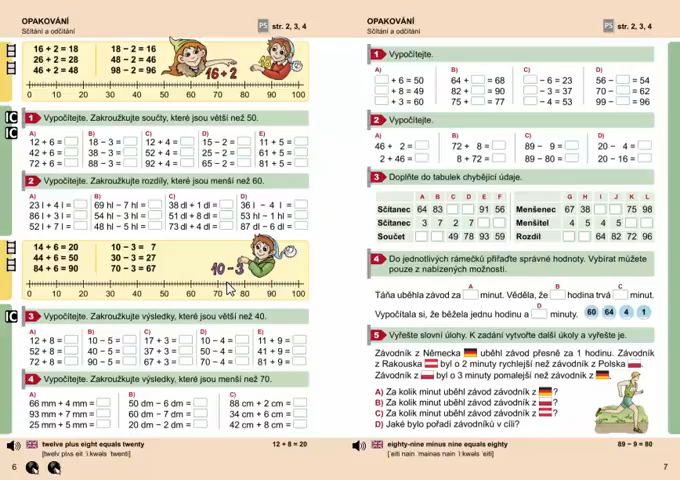 OPAKOVÁNÍ
Sčítání a odčítání
PS str. 2, 3, 4
16 + 2 = 18 18 – 2 = 16
26 + 2 = 28 48 – 2 = 46
46 + 2 = 48 98 – 2 = 96
16 + 2
0 10 20 30 40 50 60 70 80 90 100
1 Vypočítejte. Zakroužkujte součty, které jsou větší než 50.
A) B) C) D) E)
12 + 6 = 18 – 3 = 12 + 4 = 15 – 2 = 11 + 5 =
42 + 6 = 38 – 3 = 52 + 4 = 25 – 2 = 61 + 5 =
72 + 6 = 88 – 3 = 92 + 4 = 65 – 2 = 81 + 5 =
2 Vypočítejte. Zakroužkujte rozdíly, které jsou menší než 60.
A) B) C) D)
23 l + 4 l = 69 hl – 7 hl = 38 dl + 1 dl = 36 l – 4 l =
86 l + 3 l = 54 hl – 3 hl = 51 dl + 8 dl = 53 hl – 1 hl =
52 l + 7 l = 48 hl – 5 hl = 73 dl + 4 dl = 87 dl – 6 dl =
14 + 6 = 20 10 – 3 = 7
44 + 6 = 50 30 – 3 = 27
84 + 6 = 90 70 – 3 = 67
10 – 3
0 10 20 30 40 50 60 70 80 90 100
3 Vypočítejte. Zakroužkujte výsledky, které jsou větší než 40.
A) B) C) D) E)
12 + 8 = 10 – 5 = 17 + 3 = 10 – 4 = 11 + 9 =
52 + 8 = 40 – 5 = 37 + 3 = 50 – 4 = 41 + 9 =
72 + 8 = 90 – 5 = 67 + 3 = 70 – 4 = 81 + 9 =
4 Vypočítejte. Zakroužkujte výsledky, které jsou menší než 70.
A) B) C)
66 mm + 4 mm = 50 dm – 6 dm = 88 cm + 2 cm =
93 mm + 7 mm = 60 dm – 7 dm = 34 cm + 6 cm =
25 mm + 5 mm = 20 dm – 2 dm = 42 cm + 8 cm =
twelve plus eight equals twenty 12 + 8 = 20
6
OPAKOVÁNÍ
Sčítání a odčítání
PS str. 2, 3, 4
1 Vypočítejte.
A) B) C) D)
+ 6 = 50 64 + = 68 – 6 = 23 56 – = 54
+ 8 = 49 82 + = 90 – 3 = 37 70 – = 62
+ 3 = 60 75 + = 77 – 4 = 53 99 – = 96
2 Vypočítejte.
A) B) C) D)
46 + 2 = 72 + 8 = 89 – 9 = 20 – 4 =
2 + 46 = 8 + 72 = 89 – 80 = 20 – 16 =
3 Doplňte do tabulek chybějící údaje.
A B C D E F G H I J K L
Sčítanec 64 83 91 56 Menšenec 67 38 75 98
Sčítanec 3 7 2 7 Menšitel 4 5 4 5
Součet 49 78 93 59 Rozdíl 64 82 72 96
4 Do jednotlivých rámečků přiřaďte správné hodnoty. Vybírat můžete
pouze z nabízených možností.
A B C
Táňa uběhla závod za minut. Věděla, že hodina trvá minut.
D
Vypočítala si, že běžela jednu hodinu a minuty. 60 64 4 1
5 Vyřešte slovní úlohy. K zadání vytvořte další úkoly a vyřešte je.
Závodník z Německa uběhl závod přesně za 1 hodinu. Závodník
z Rakouska byl o 2 minuty rychlejší než závodník z Polska .
Závodník z byl o 3 minuty pomalejší než závodník z .
A) Za kolik minut uběhl závod závodník z ?
B) Za kolik minut uběhl závod závodník z ?
C) Za kolik minut uběhl závod závodník z ?
D) Jaké bylo pořadí závodníků v cíli?
eighty-nine minus nine equals eighty 89 – 9 = 80
7